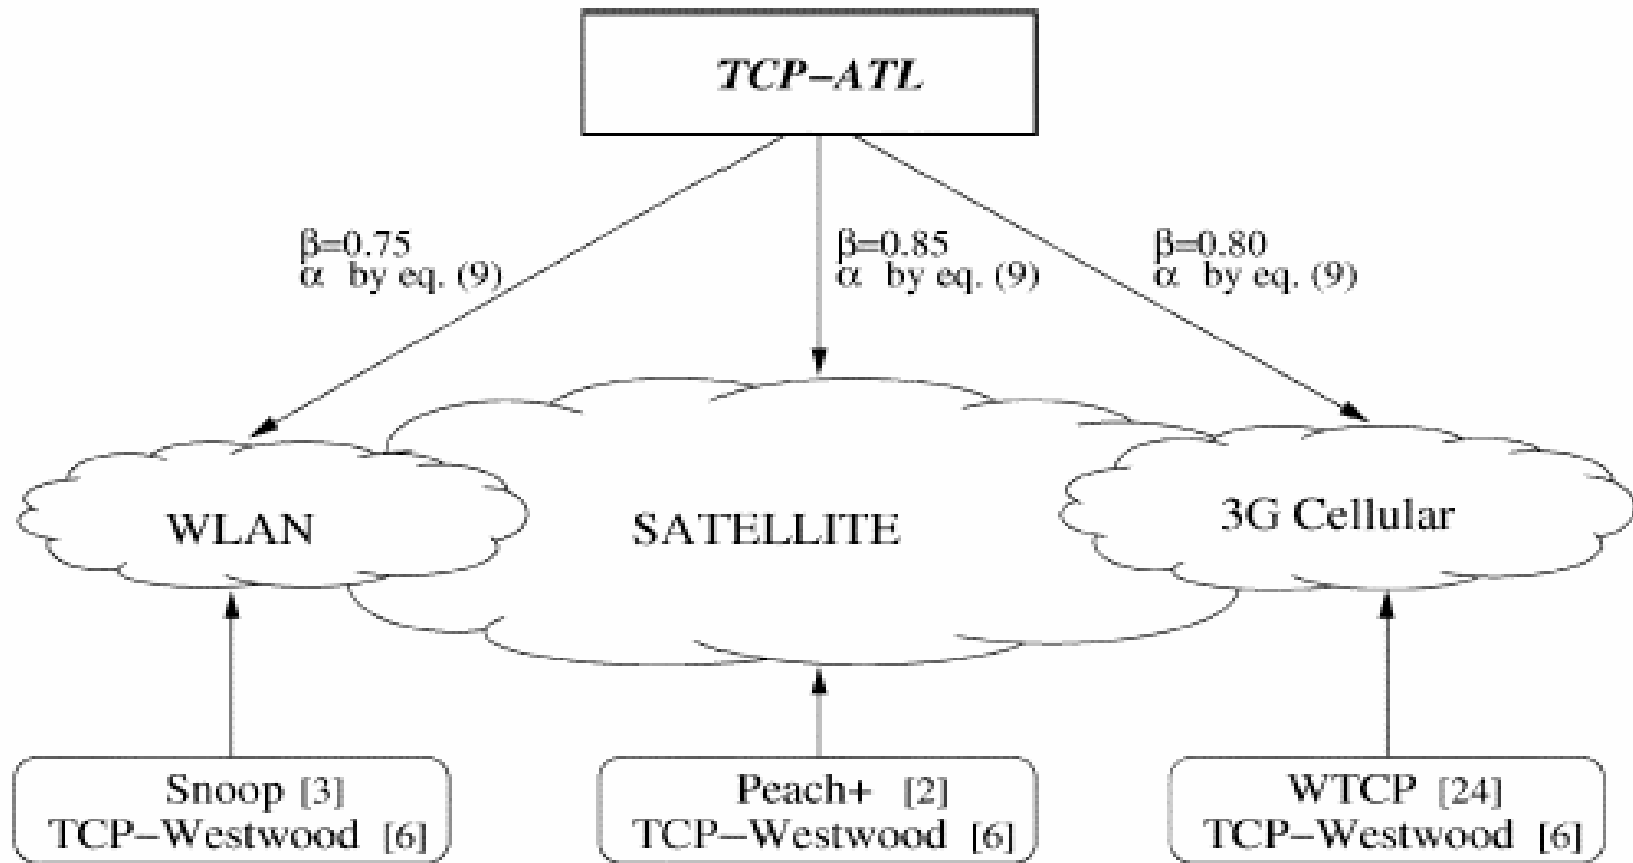 TCP–ATL
β=0.75
α by eq. (9)
β=0.85
α by eq. (9)
β=0.80
α by eq. (9)
WLAN
SATELLITE
3G Cellular
Snoop [3]
TCP–Westwood [6]
Peach+ [2]
TCP–Westwood [6]
WTCP [24]
TCP–Westwood [6]